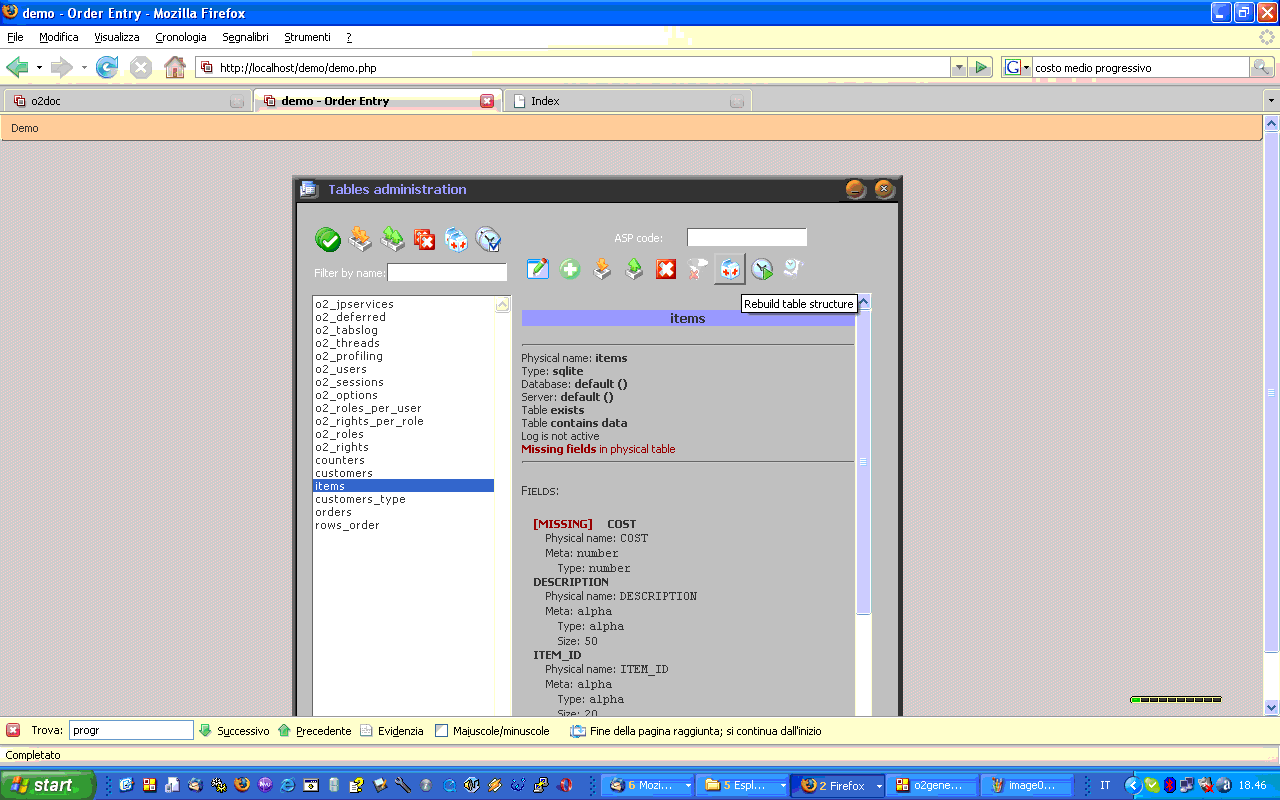 demo - Order Entry - Mozilla Firefox
File Modifica Visualizza Cronologia Segnalibri Strumenti ?
http://localhost/demo/demo.php
G
costo medio progressivo
o2doc
demo - Order Entry
Index
Demo
Tables administration
ASP code:
Filter by name:
Rebuild table structure
o2_jpservices
o2_deferred
o2_tabslog
o2_threads
o2_profiling
o2_users
o2_sessions
o2_options
o2_roles_per_user
o2_rights_per_role
o2_roles
o2_rights
counters
customers
items
customers_type
orders
rows_order
items
Physical name: items
Type: sqlite
Database: default ()
Server: default ()
Table exists
Table contains data
Log is not active
Missing fields in physical table
FIELDS:
[MISSING] COST
Physical name: COST
Meta: number
Type: number
DESCRIPTION
Physical name: DESCRIPTION
Meta: alpha
Type: alpha
Size: 50
ITEM_ID
Physical name: ITEM_ID
Meta: alpha
Type: alpha
Size: 20
Trova: progr Successivo Precedente Evidenzia Maiuscole/minuscole Fine della pagina raggiunta; si continua dall'inizio
Completato
start 6 Mozi... 5 Espl... 2 Firefox o2gene... image0... IT 18.46